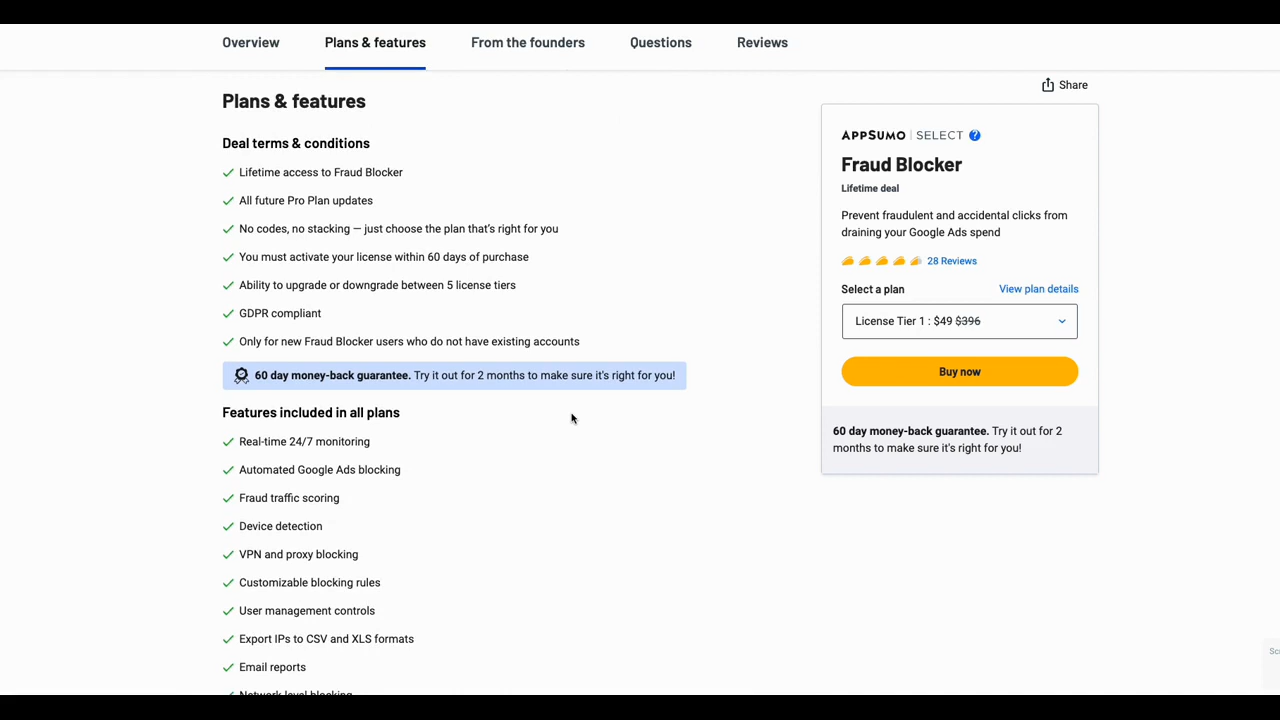 Overview
Plans & features
From the founders
Questions
Reviews
Share
Plans & features
Deal terms & conditions
Lifetime access to Fraud Blocker
All future Pro Plan updates
No codes, no stacking — just choose the plan that's right for you
You must activate your license within 60 days of purchase
Ability to upgrade or downgrade between 5 license tiers
GDPR compliant
Only for new Fraud Blocker users who do not have existing accounts
60 day money-back guarantee. Try it out for 2 months to make sure it's right for you!
Features included in all plans
Real-time 24/7 monitoring
Automated Google Ads blocking
Fraud traffic scoring
Device detection
VPN and proxy blocking
Customizable blocking rules
User management controls
Export IPs to CSV and XLS formats
Email reports
Network level blocking
APPSUMO | SELECT ?
Fraud Blocker
Lifetime deal
Prevent fraudulent and accidental clicks from
draining your Google Ads spend
28 Reviews
Select a plan
View plan details
License Tier 1 : $49 $396
Buy now
60 day money-back guarantee. Try it out for 2
months to make sure it's right for you!